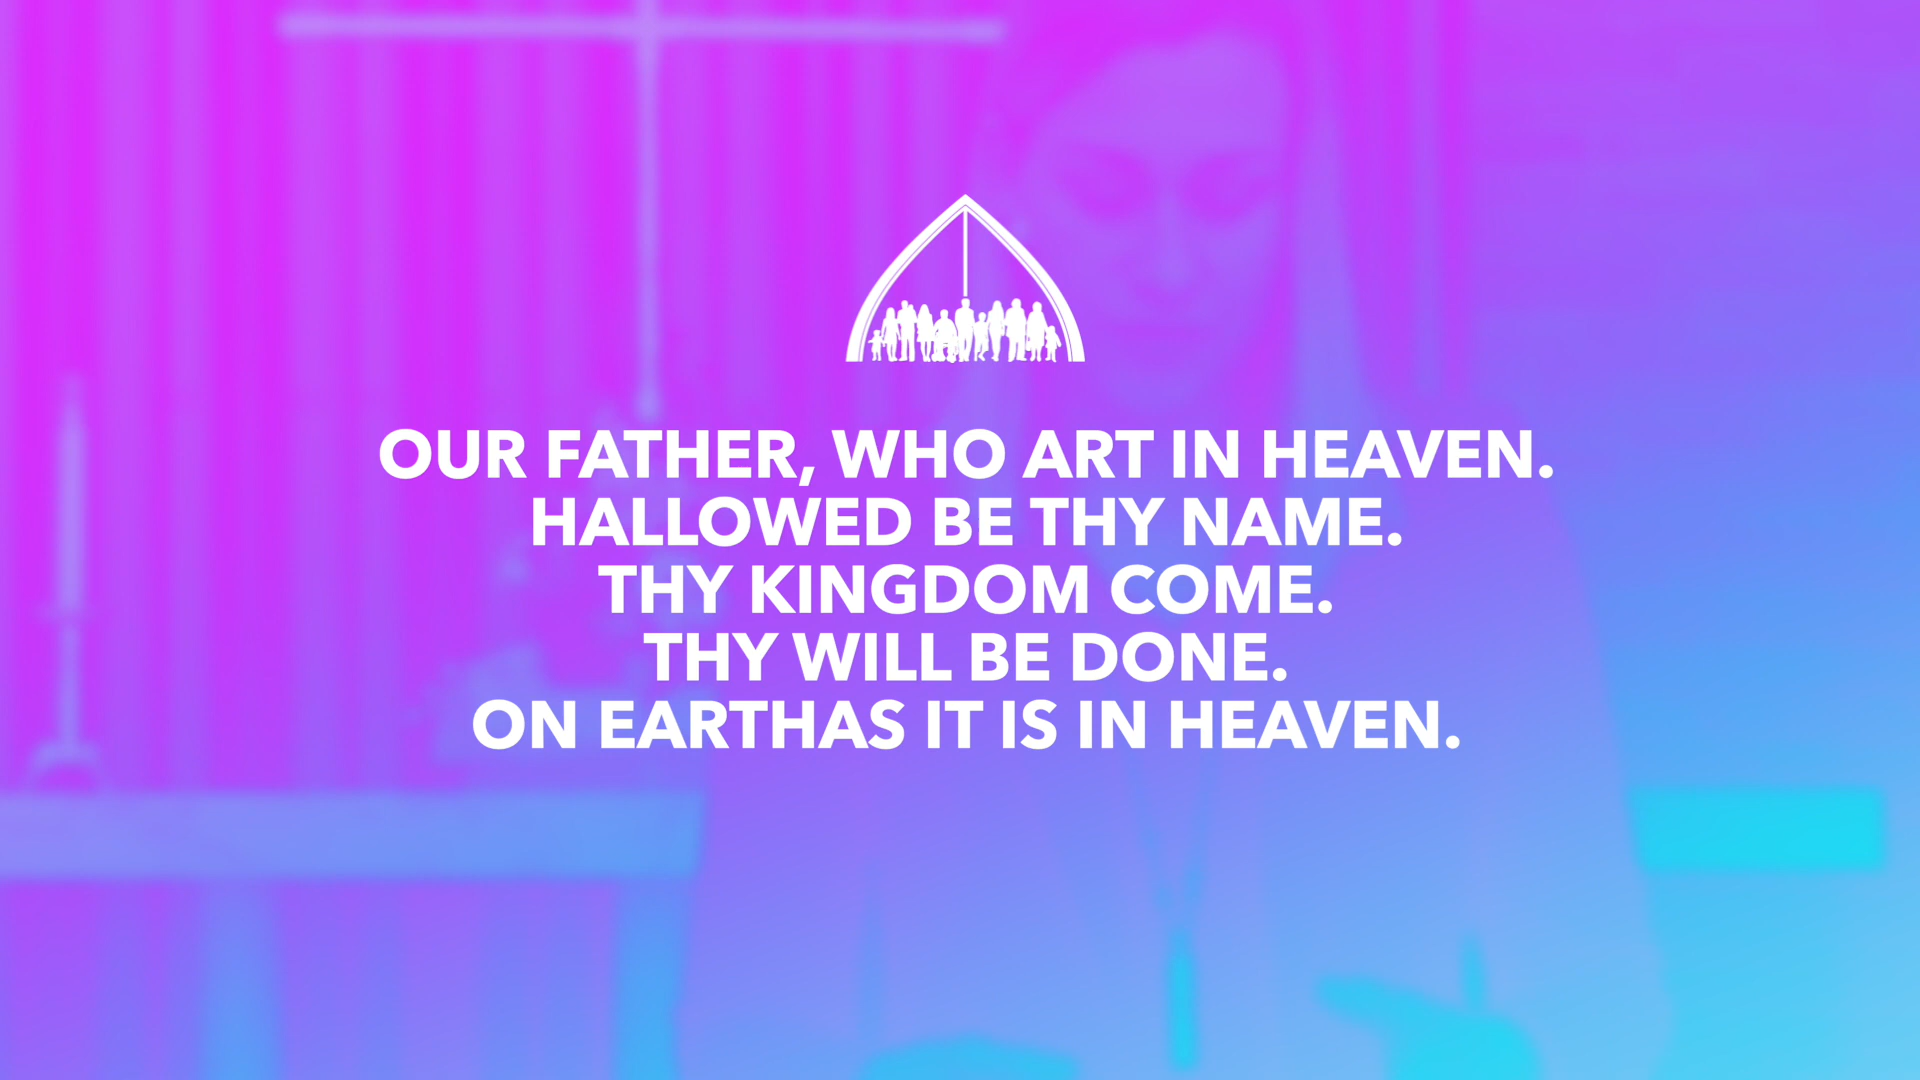 OUR FATHER, WHO ART IN HEAVEN.
HALLOWED BE THY NAME.
THY KINGDOM COME.
THY WILL BE DONE.
ON EARTHAS IT IS IN HEAVEN.